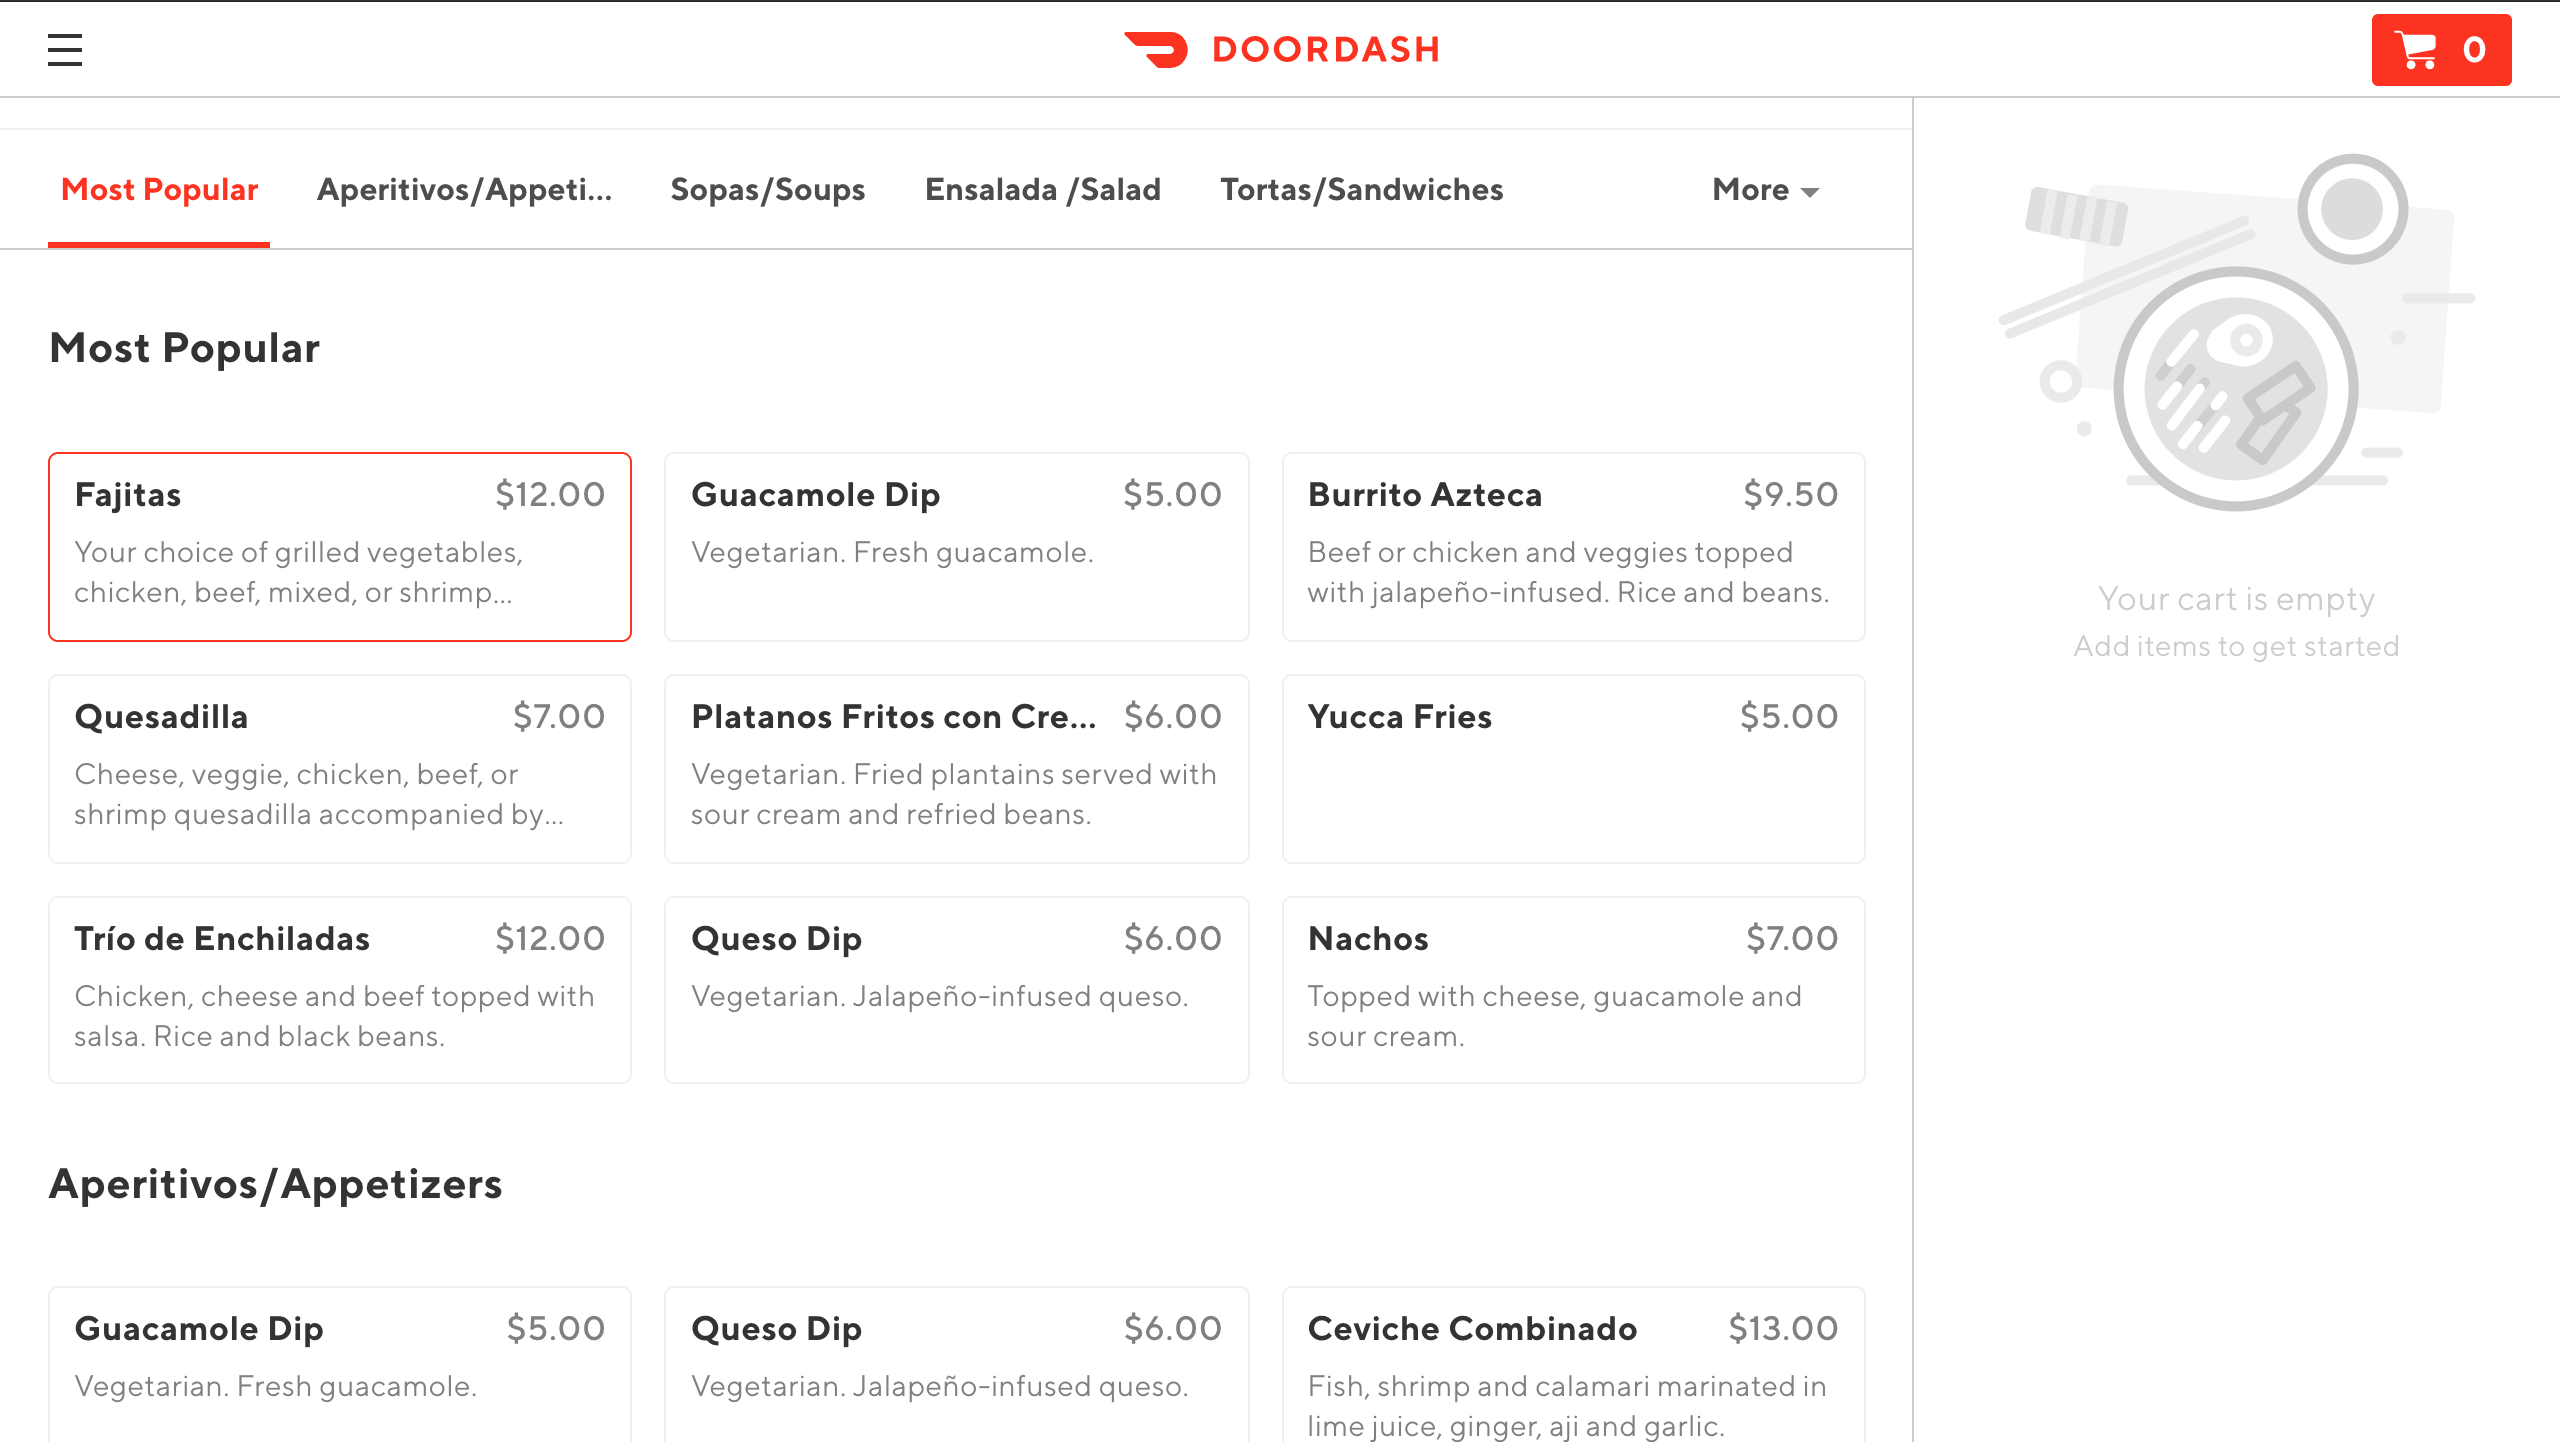 DOORDASH
0
Most Popular
Aperitivos/Appeti...
Sopas/Soups
Ensalada /Salad
Tortas/Sandwiches
More
Most Popular
Fajitas $12.00
Your choice of grilled vegetables,
chicken, beef, mixed, or shrimp...
Guacamole Dip $5.00
Vegetarian. Fresh guacamole.
Burrito Azteca $9.50
Beef or chicken and veggies topped
with jalapeño-infused. Rice and beans.
Quesadilla $7.00
Cheese, veggie, chicken, beef, or
shrimp quesadilla accompanied by...
Platanos Fritos con Cre... $6.00
Vegetarian. Fried plantains served with
sour cream and refried beans.
Yucca Fries $5.00
Trío de Enchiladas $12.00
Chicken, cheese and beef topped with
salsa. Rice and black beans.
Queso Dip $6.00
Vegetarian. Jalapeño-infused queso.
Nachos $7.00
Topped with cheese, guacamole and
sour cream.
Aperitivos/Appetizers
Guacamole Dip $5.00
Vegetarian. Fresh guacamole.
Queso Dip $6.00
Vegetarian. Jalapeño-infused queso.
Ceviche Combinado $13.00
Fish, shrimp and calamari marinated in
lime juice, ginger, aji and garlic.
Your cart is empty
Add items to get started